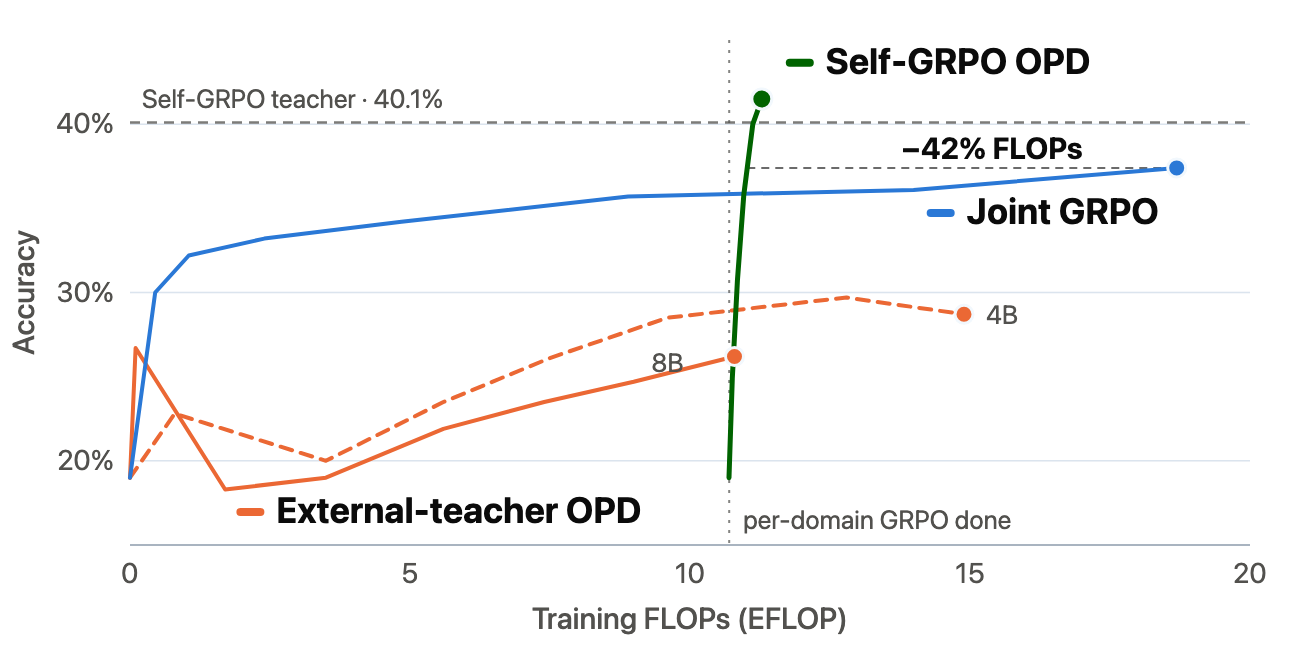 Self-GRPO OPD
Self-GRPO teacher · 40.1%
40%
−42% FLOPs
Joint GRPO
30%
4B
8B
20%
External-teacher OPD
per-domain GRPO done
Accuracy
0
5
10
15
20
Training FLOPs (EFLOP)